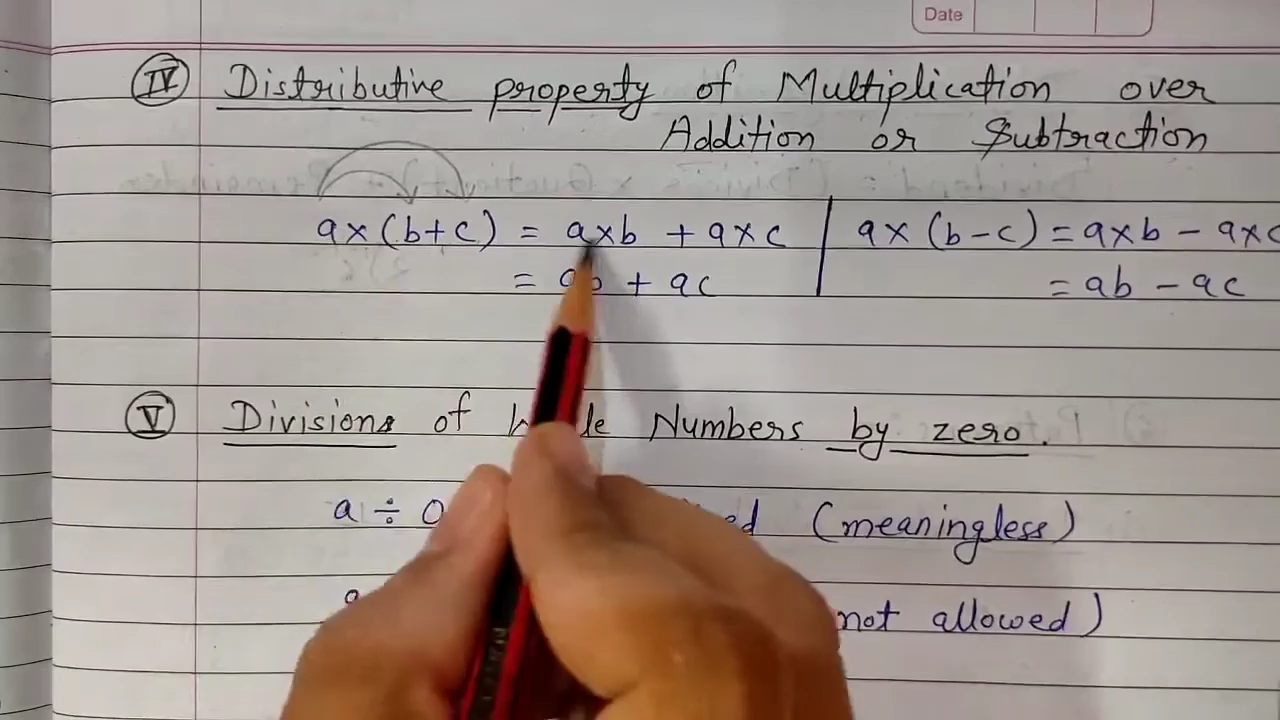 Date
IV Distributive property of Multiplication over
Addition or Subtraction
a×(b+c) = a×b + a×c | a×(b-c) = a×b - a×c
= ab + ac | = ab - ac
V Divisions of Numbers by zero.
a ÷ 0 (meaningless)
not allowed)